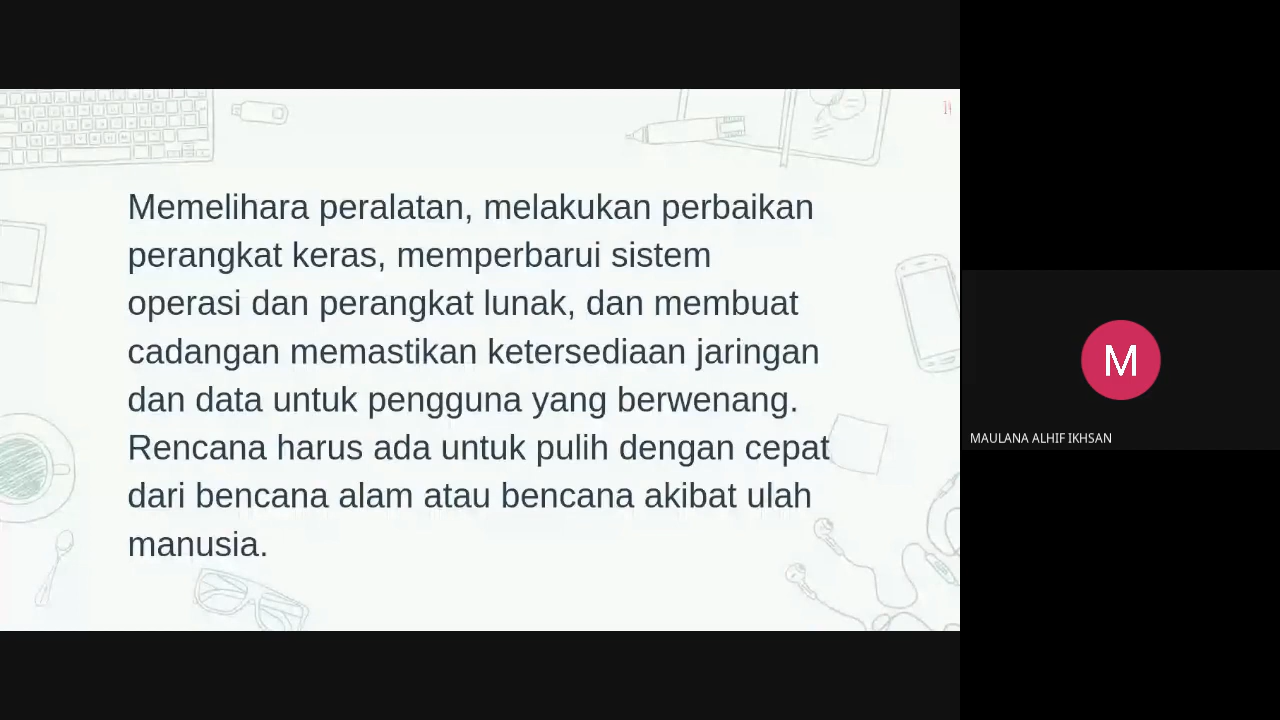 Memelihara peralatan, melakukan perbaikan
perangkat keras, memperbarui sistem
operasi dan perangkat lunak, dan membuat
cadangan memastikan ketersediaan jaringan
dan data untuk pengguna yang berwenang.
Rencana harus ada untuk pulih dengan cepat
dari bencana alam atau bencana akibat ulah
manusia.
M
MAULANA ALHIF IKHSAN